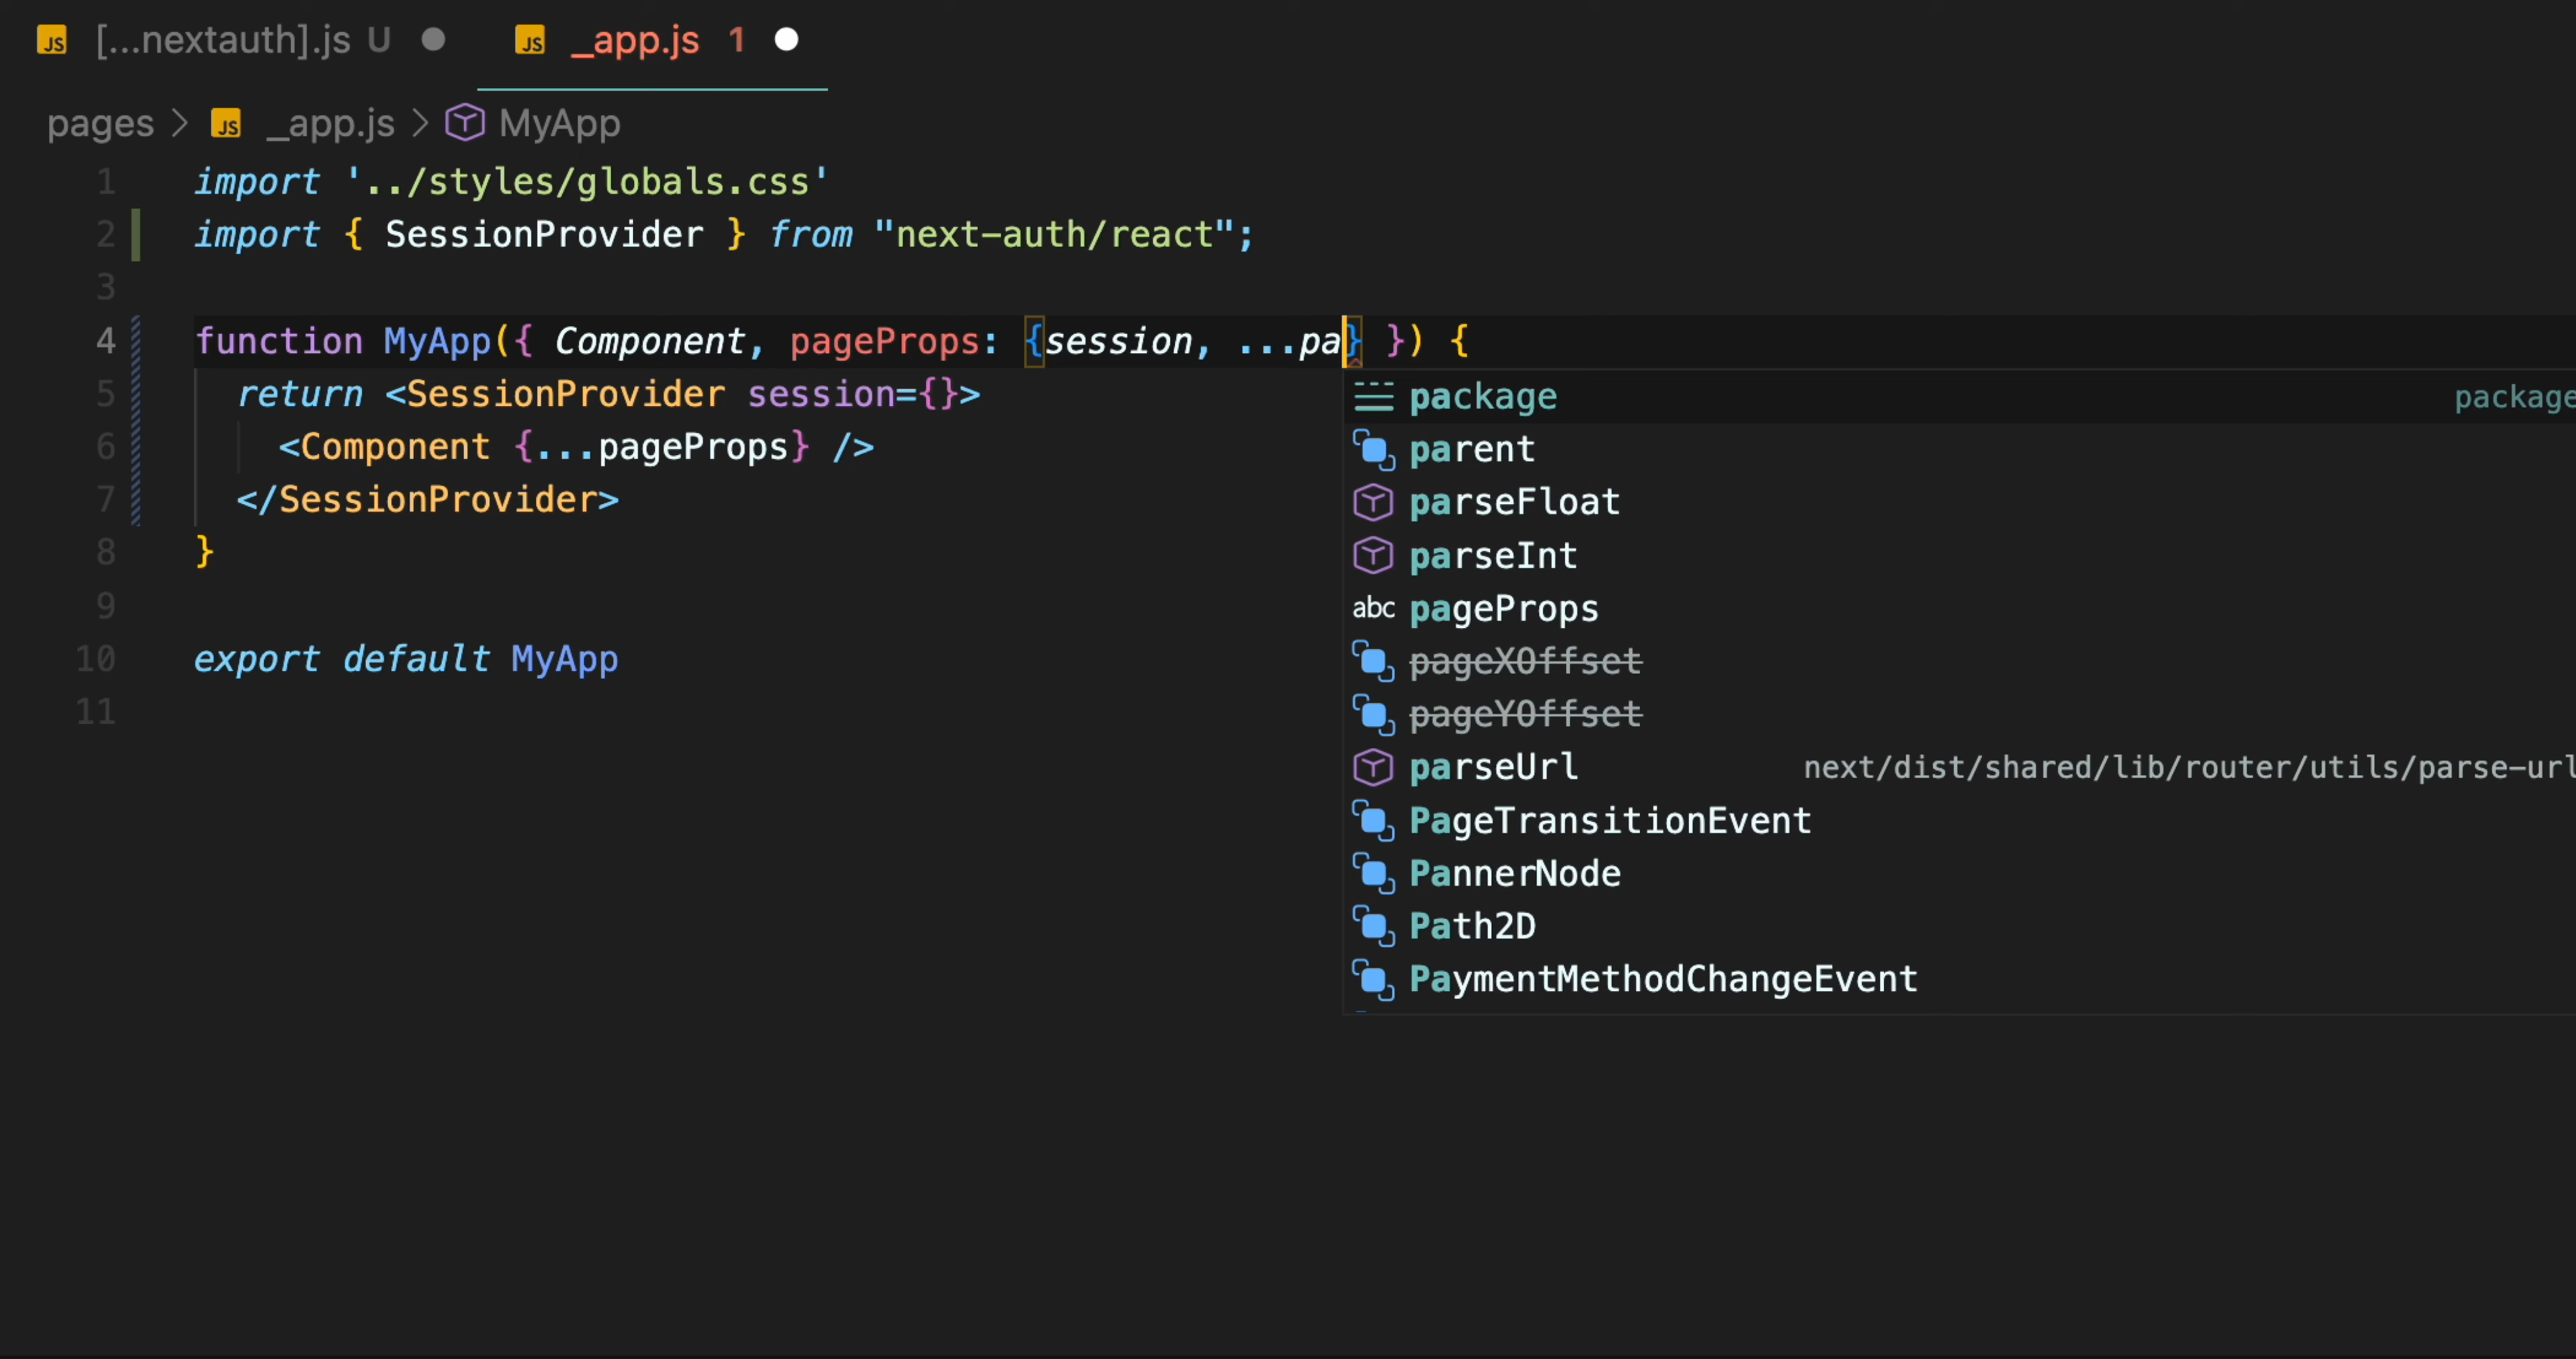 JS [...nextauth].js U JS _app.js 1
pages > JS _app.js > MyApp
1 import '../styles/globals.css'
2 import { SessionProvider } from "next-auth/react";
3
4 function MyApp({ Component, pageProps: {session, ...pa} }) {
5 return <SessionProvider session={}>
6 <Component {...pageProps} />
7 </SessionProvider>
8 }
9
10 export default MyApp
11
package package
parent
parseFloat
parseInt
abc pageProps
pageXOffset
pageYOffset
parseUrl next/dist/shared/lib/router/utils/parse-url
PageTransitionEvent
PannerNode
Path2D
PaymentMethodChangeEvent